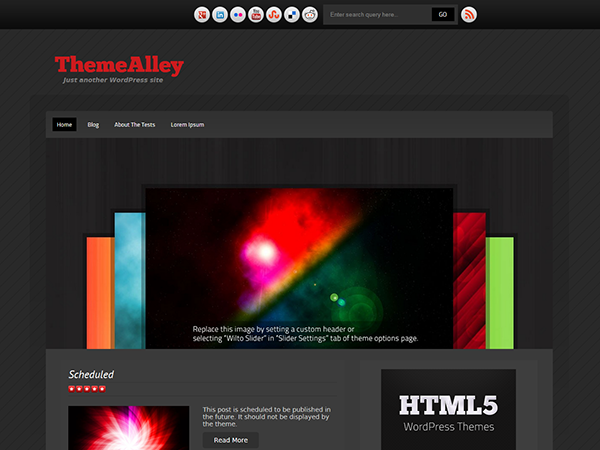 Enter search query here... GO
ThemeAlley
Just another WordPress site
Home Blog About The Tests Lorem Ipsum
Replace this image by setting a custom header or
selecting "Wilto Slider" in "Slider Settings" tab of theme options page.
Scheduled
This post is scheduled to be published in
the future. It should not be displayed by
the theme.
Read More
HTML5
WordPress Themes